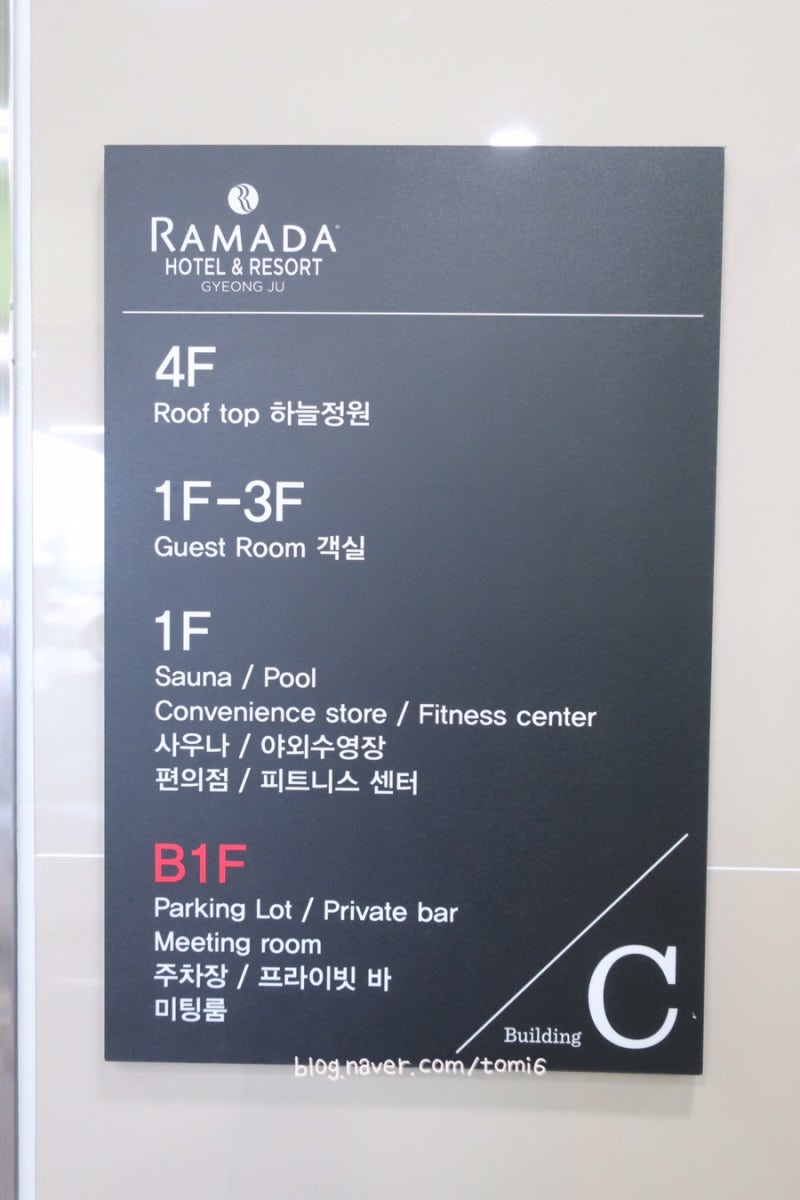 RAMADA
HOTEL & RESORT
GYEONG JU
4F
Roof top 하늘정원
1F-3F
Guest Room 객실
1F
Sauna / Pool
Convenience store / Fitness center
사우나 / 야외수영장
편의점 / 피트니스 센터
B1F
Parking Lot / Private bar
Meeting room
주차장 / 프라이빗 바
미팅룸
Building C
blog.naver.com/tomi6